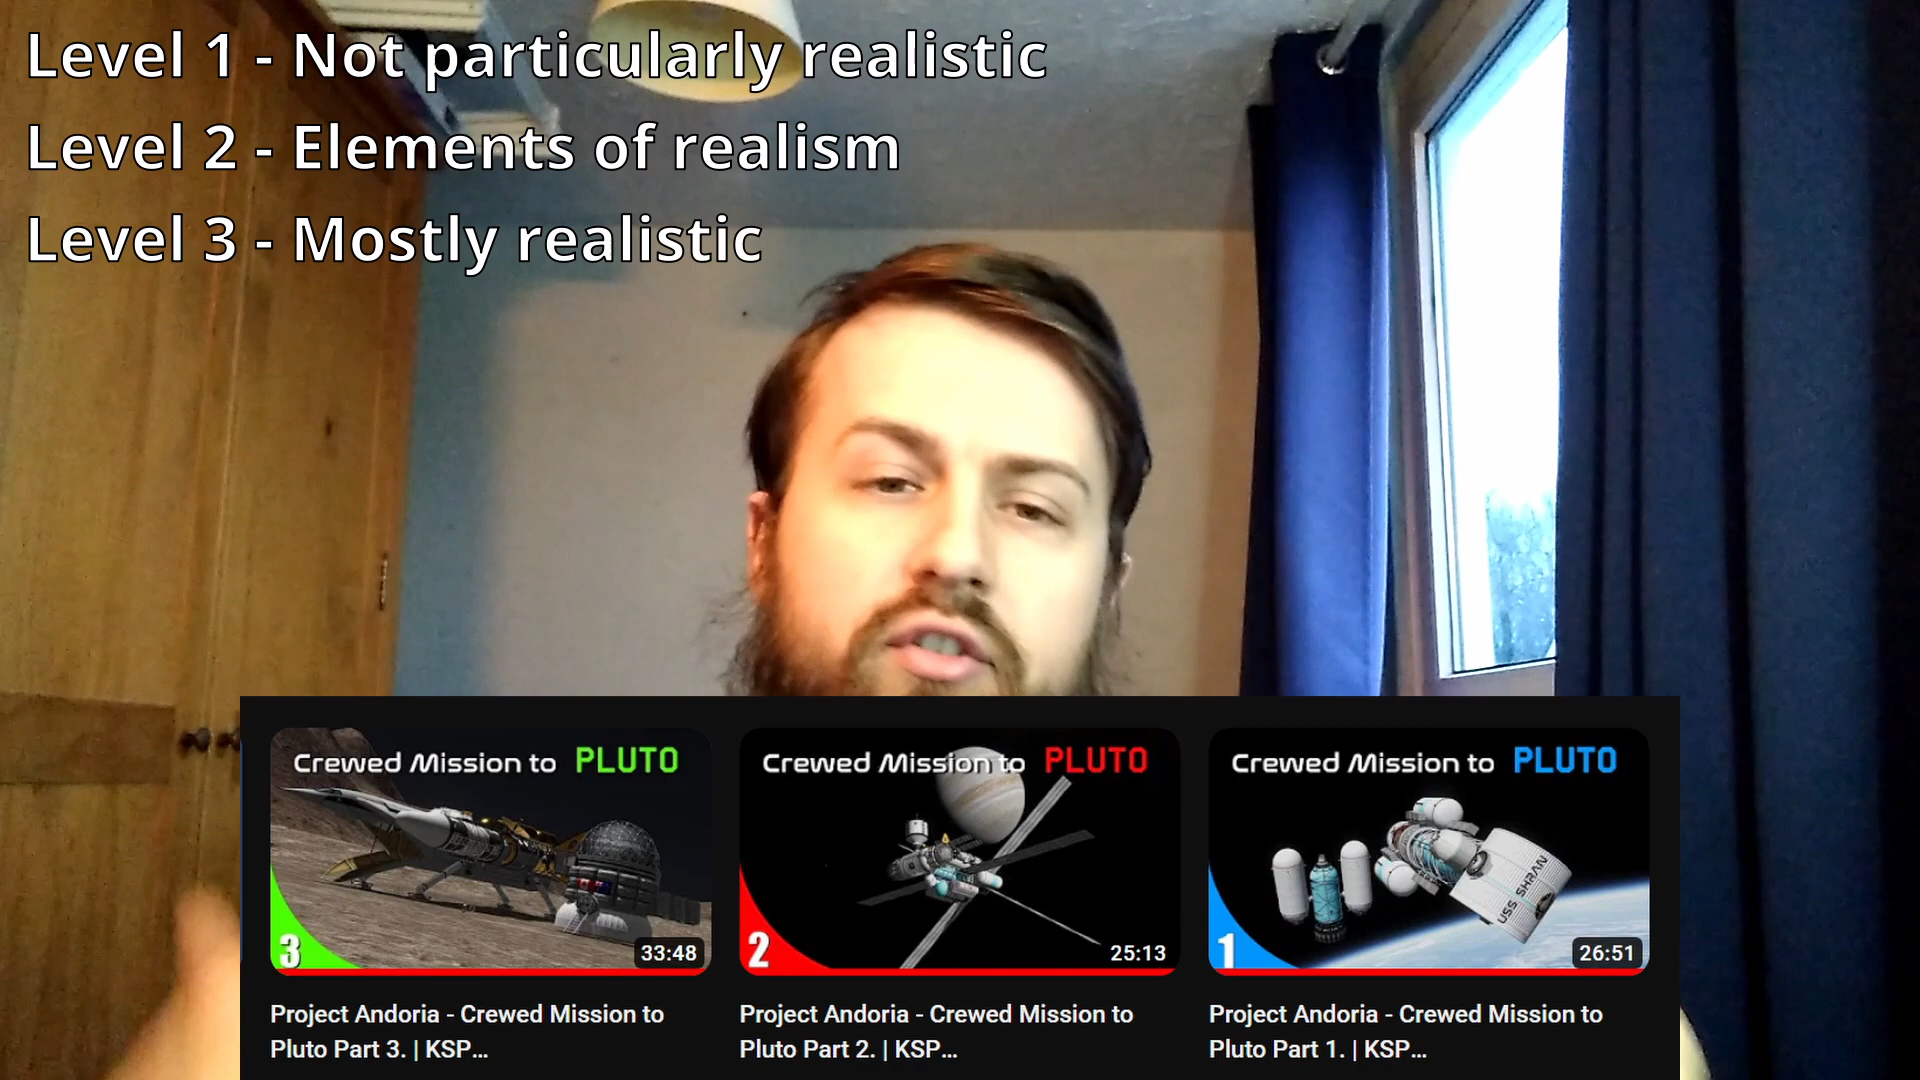 Level 1 - Not particularly realistic
Level 2 - Elements of realism
Level 3 - Mostly realistic
Crewed Mission to PLUTO
3
33:48
Project Andoria - Crewed Mission to
Pluto Part 3. | KSP...
Crewed Mission to PLUTO
2
25:13
Project Andoria - Crewed Mission to
Pluto Part 2. | KSP...
Crewed Mission to PLUTO
USS SHRAN
1
26:51
Project Andoria - Crewed Mission to
Pluto Part 1. | KSP...